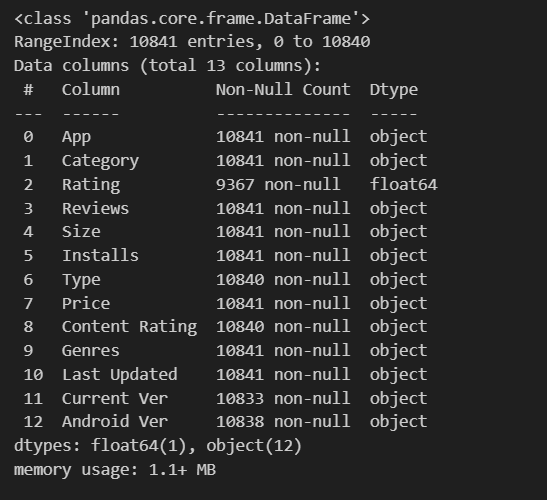 <class 'pandas.core.frame.DataFrame'>
RangeIndex: 10841 entries, 0 to 10840
Data columns (total 13 columns):
 #   Column          Non-Null Count  Dtype
---  ------          --------------  -----
 0   App             10841 non-null  object
 1   Category        10841 non-null  object
 2   Rating          9367 non-null   float64
 3   Reviews         10841 non-null  object
 4   Size            10841 non-null  object
 5   Installs        10841 non-null  object
 6   Type            10840 non-null  object
 7   Price           10841 non-null  object
 8   Content Rating  10840 non-null  object
 9   Genres          10841 non-null  object
 10  Last Updated    10841 non-null  object
 11  Current Ver     10833 non-null  object
 12  Android Ver     10838 non-null  object
dtypes: float64(1), object(12)
memory usage: 1.1+ MB